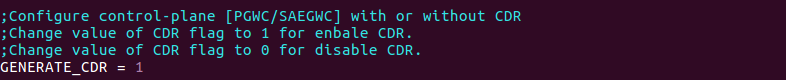 ;Configure control-plane [PGWC/SAEGWC] with or without CDR
;Change value of CDR flag to 1 for enbale CDR.
;Change value of CDR flag to 0 for disable CDR.
GENERATE_CDR = 1